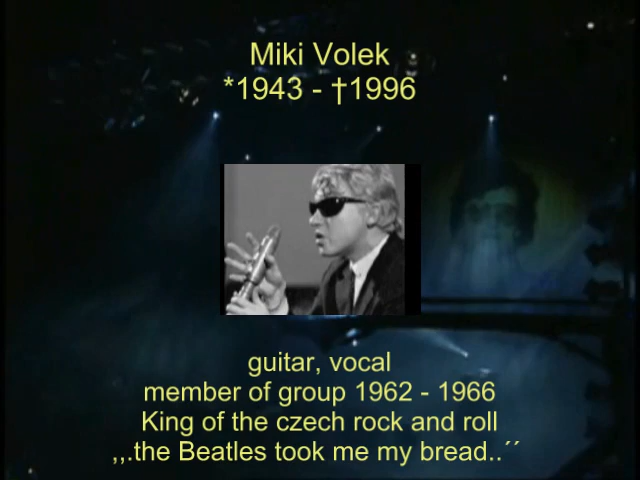 Miki Volek
*1943 - †1996
guitar, vocal
member of group 1962 - 1966
King of the czech rock and roll
,,.the Beatles took me my bread..´´